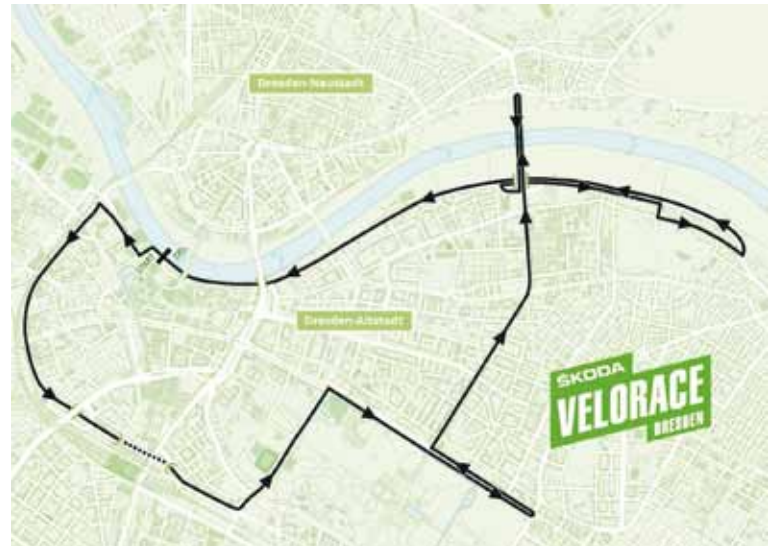 Dresden-Neustadt
Dresden-Altstadt
ŠKODA
VELORACE
DRESDEN